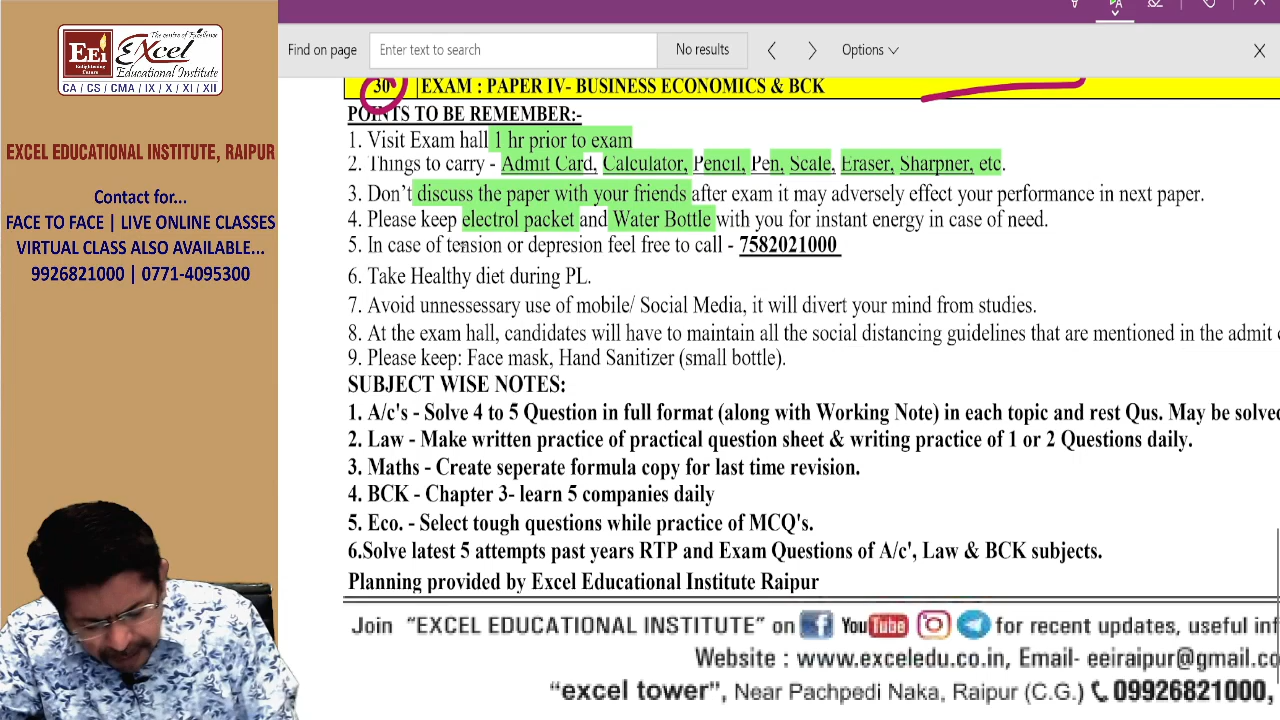 The centre of Excellence
EEi
Enlightening Future
Excel
Educational Institute
CA / CS / CMA / IX / X / XI / XII
EXCEL EDUCATIONAL INSTITUTE, RAIPUR
Contact for...
FACE TO FACE | LIVE ONLINE CLASSES
VIRTUAL CLASS ALSO AVAILABLE...
9926821000 | 0771-4095300
Find on page
Enter text to search
No results
Options
30 EXAM : PAPER IV- BUSINESS ECONOMICS & BCK
POINTS TO BE REMEMBER:-
1. Visit Exam hall 1 hr prior to exam
2. Things to carry - Admit Card, Calculator, Pencil, Pen, Scale, Eraser, Sharpner, etc.
3. Don't discuss the paper with your friends after exam it may adversely effect your performance in next paper.
4. Please keep electrol packet and Water Bottle with you for instant energy in case of need.
5. In case of tension or depresion feel free to call - 7582021000
6. Take Healthy diet during PL.
7. Avoid unnessessary use of mobile/ Social Media, it will divert your mind from studies.
8. At the exam hall, candidates will have to maintain all the social distancing guidelines that are mentioned in the admit
9. Please keep: Face mask, Hand Sanitizer (small bottle).
SUBJECT WISE NOTES:
1. A/c's - Solve 4 to 5 Question in full format (along with Working Note) in each topic and rest Qus. May be solved
2. Law - Make written practice of practical question sheet & writing practice of 1 or 2 Questions daily.
3. Maths - Create seperate formula copy for last time revision.
4. BCK - Chapter 3- learn 5 companies daily
5. Eco. - Select tough questions while practice of MCQ's.
6.Solve latest 5 attempts past years RTP and Exam Questions of A/c', Law & BCK subjects.
Planning provided by Excel Educational Institute Raipur
Join "EXCEL EDUCATIONAL INSTITUTE" on f YouTube for recent updates, useful inf
Website : www.exceledu.co.in, Email- eeiraipur@gmail.co
"excel tower", Near Pachpedi Naka, Raipur (C.G.) 09926821000,